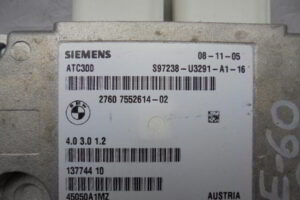 SIEMENS 08-11-05
ATC300 S97238-U3291-A1-16
2760 7552614-02
4.0 3.0 1.2
137744 10
45050A1MZ AUSTRIA
E-60